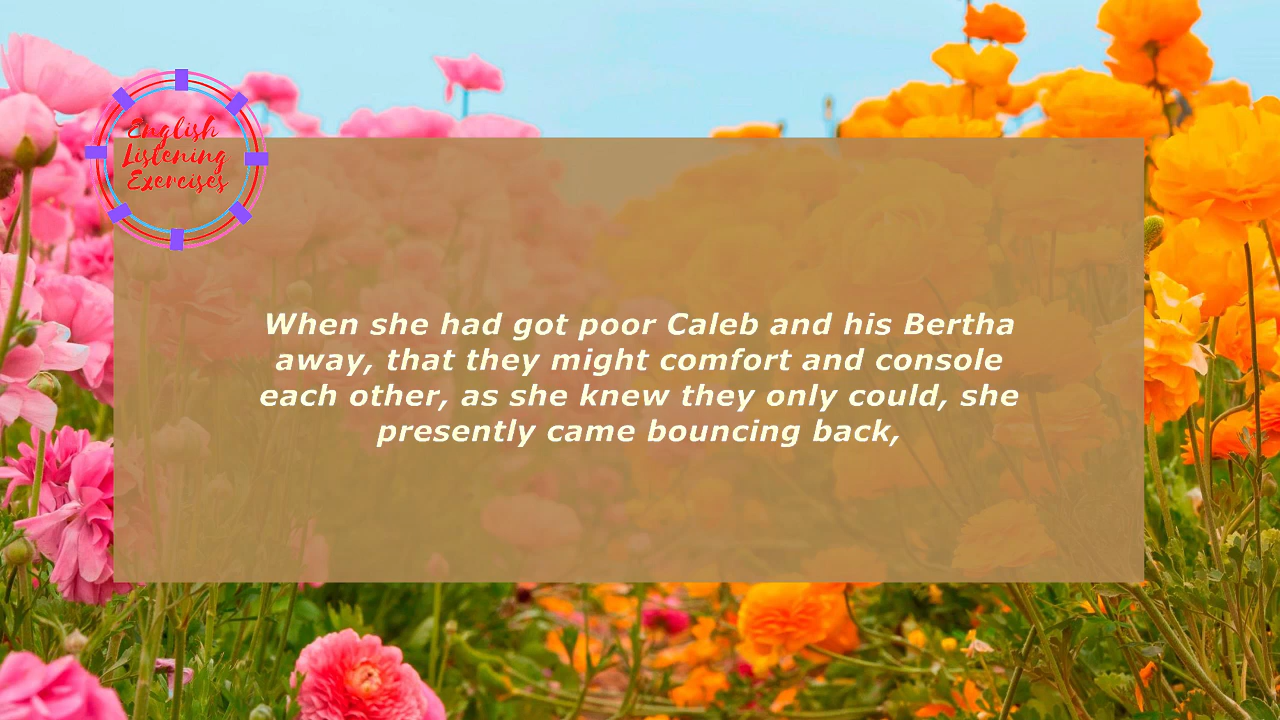 English
Listening
Exercises
When she had got poor Caleb and his Bertha
away, that they might comfort and console
each other, as she knew they only could, she
presently came bouncing back,